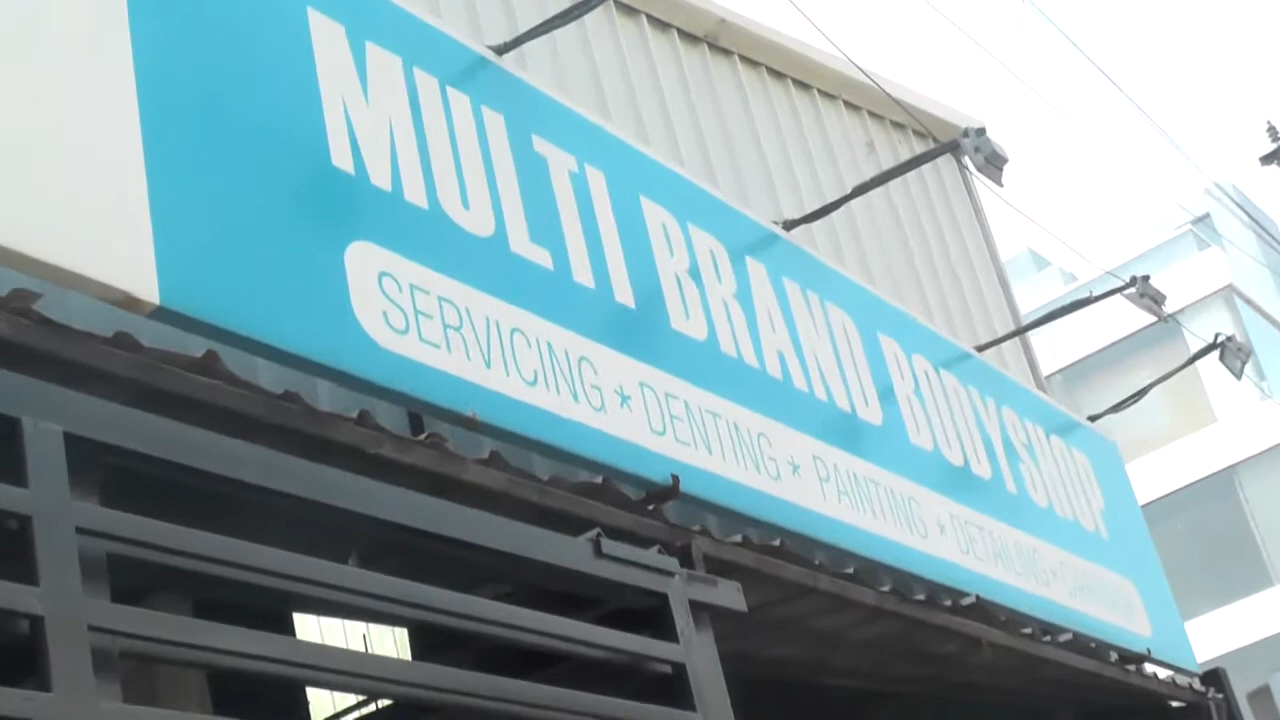 MULTI BRAND BODYSHOP
SERVICING * DENTING * PAINTING * DETAILING *